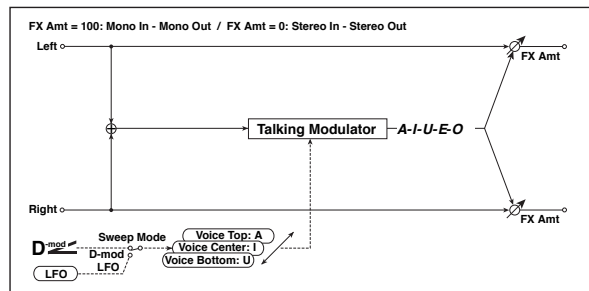 FX Amt = 100: Mono In - Mono Out / FX Amt = 0: Stereo In - Stereo Out
Left
FX Amt
Talking Modulator
A-I-U-E-O
Right
FX Amt
Sweep Mode
D-mod
D-mod
LFO
LFO
Voice Top: A
Voice Center: I
Voice Bottom: U